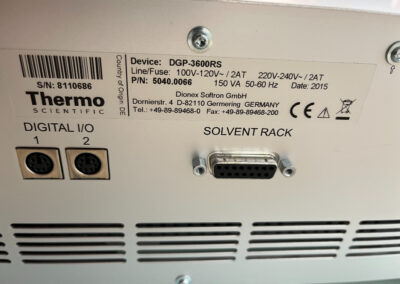 S/N: 8110686
Thermo
SCIENTIFIC
Country of Origin: DE
Device: DGP-3600RS
Line/Fuse: 100V-120V~ / 2AT 220V-240V~ / 2AT
P/N: 5040.0066 150 VA 50-60 Hz Date: 2015
Dionex Softron GmbH
Dornierstr. 4 D-82110 Germering GERMANY
Tel.: +49-89-89468-0 Fax: +49-89-89468-200
CE
DIGITAL I/O
1 2
SOLVENT RACK